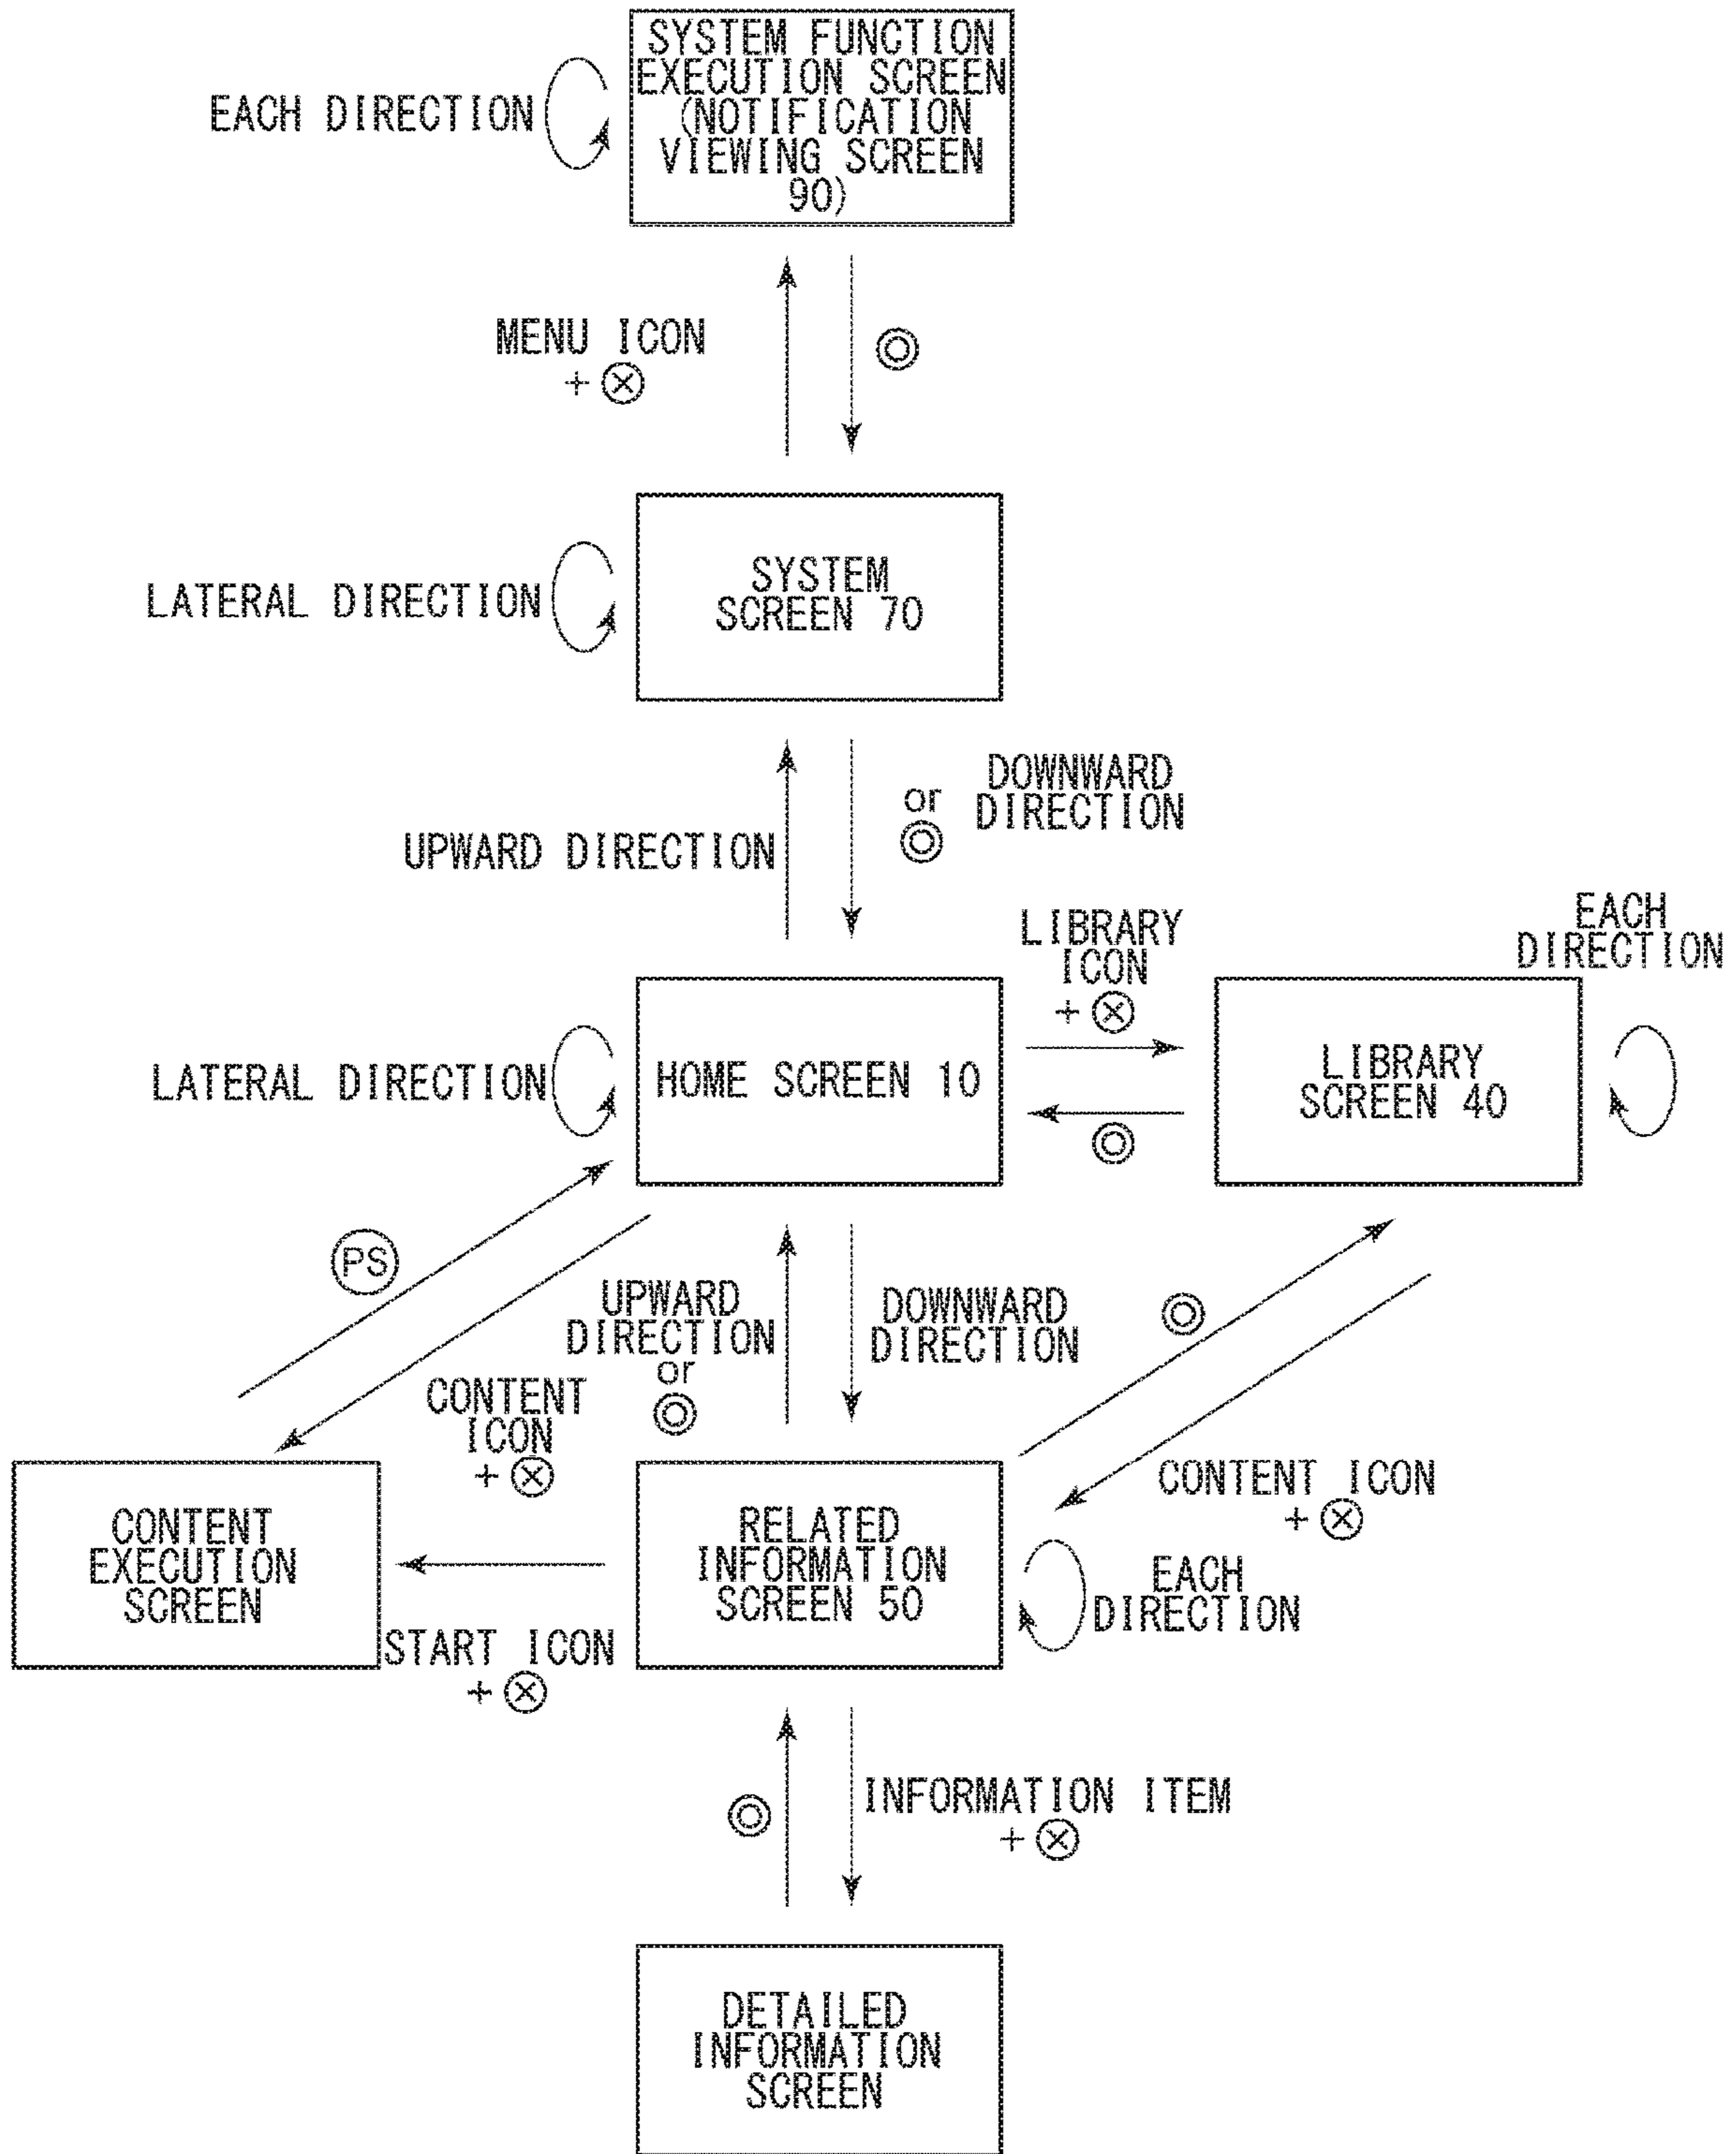 SYSTEM FUNCTION
EXECUTION SCREEN
(NOTIFICATION
VIEWING SCREEN
90)
EACH DIRECTION
MENU ICON
+ ⊗
◎
SYSTEM
SCREEN 70
LATERAL DIRECTION
UPWARD DIRECTION
or
◎
DOWNWARD
DIRECTION
LIBRARY
ICON
+ ⊗
EACH
DIRECTION
LATERAL DIRECTION
HOME SCREEN 10
◎
LIBRARY
SCREEN 40
PS
CONTENT
ICON
+ ⊗
UPWARD
DIRECTION
or
◎
DOWNWARD
DIRECTION
◎
CONTENT ICON
+ ⊗
CONTENT
EXECUTION
SCREEN
START ICON
+ ⊗
RELATED
INFORMATION
SCREEN 50
EACH
DIRECTION
◎
INFORMATION ITEM
+ ⊗
DETAILED
INFORMATION
SCREEN